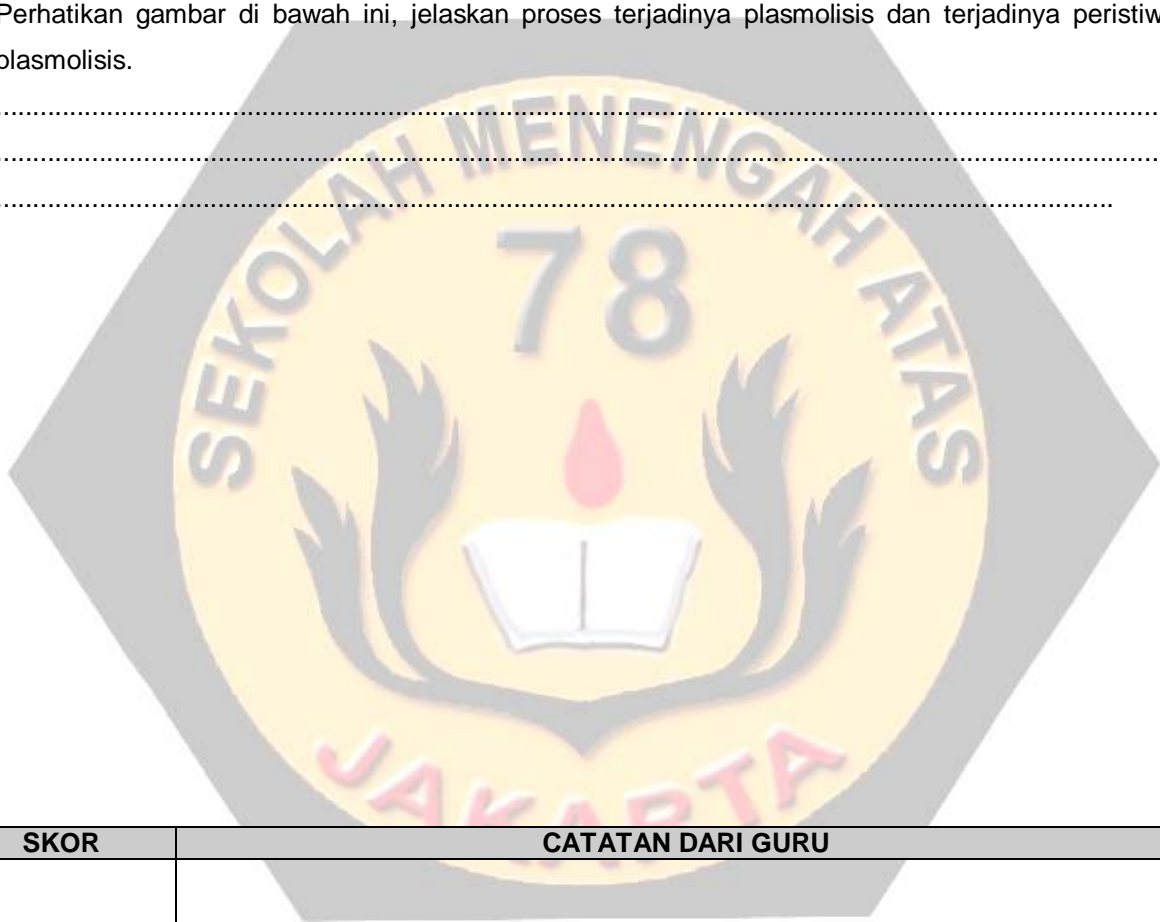 Perhatikan gambar di bawah ini, jelaskan proses terjadinya plasmolisis dan terjadinya peristiw
plasmolisis.
................................................................................................................................................
................................................................................................................................................
..........................................................................................................................................
SEKOLAH MENENGAH ATAS
78
JAKARTA
SKOR CATATAN DARI GURU